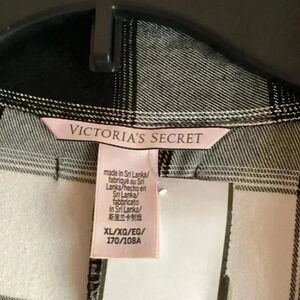 VICTORIA'S SECRET
made in Sri Lanka/
fabriqué au Sri
Lanka/hecho en
Sri Lanka/
fabricato
in Sri Lanka/
斯里兰卡制造
XL/XG/EG/
170/108A